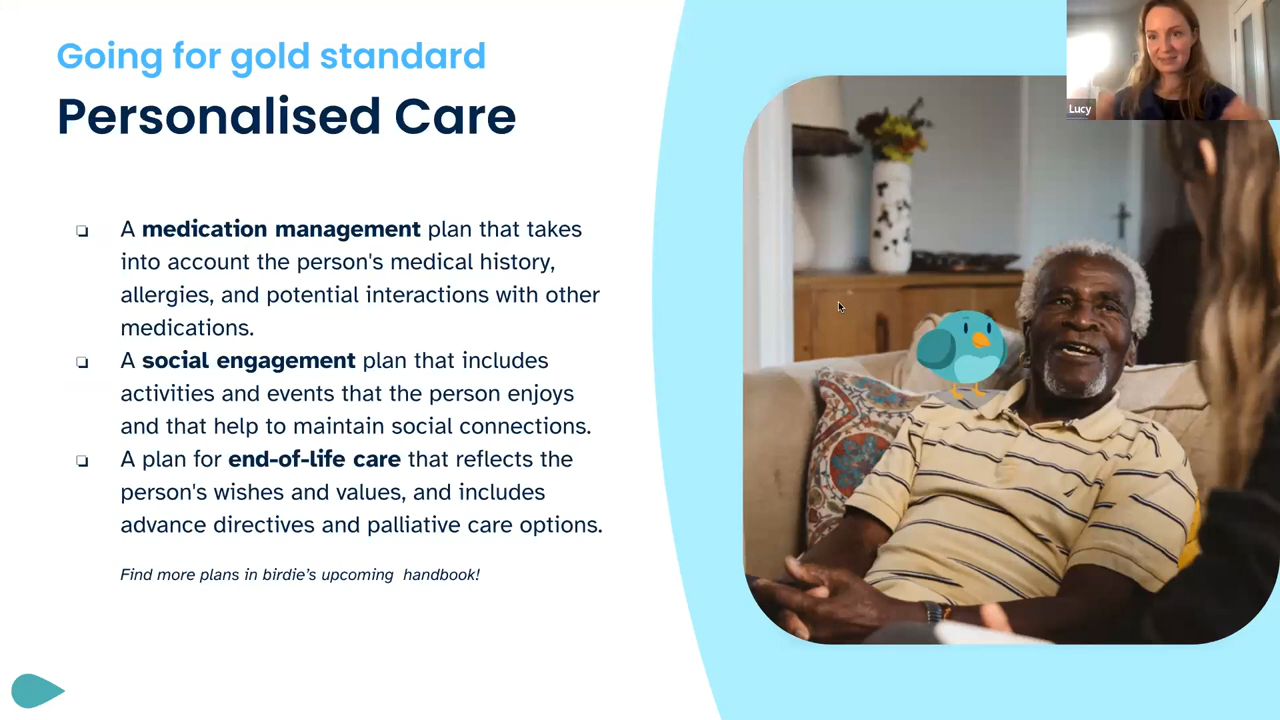 Going for gold standard
Personalised Care
Lucy
❏ A medication management plan that takes
into account the person's medical history,
allergies, and potential interactions with other
medications.
❏ A social engagement plan that includes
activities and events that the person enjoys
and that help to maintain social connections.
❏ A plan for end-of-life care that reflects the
person's wishes and values, and includes
advance directives and palliative care options.
Find more plans in birdie’s upcoming  handbook!